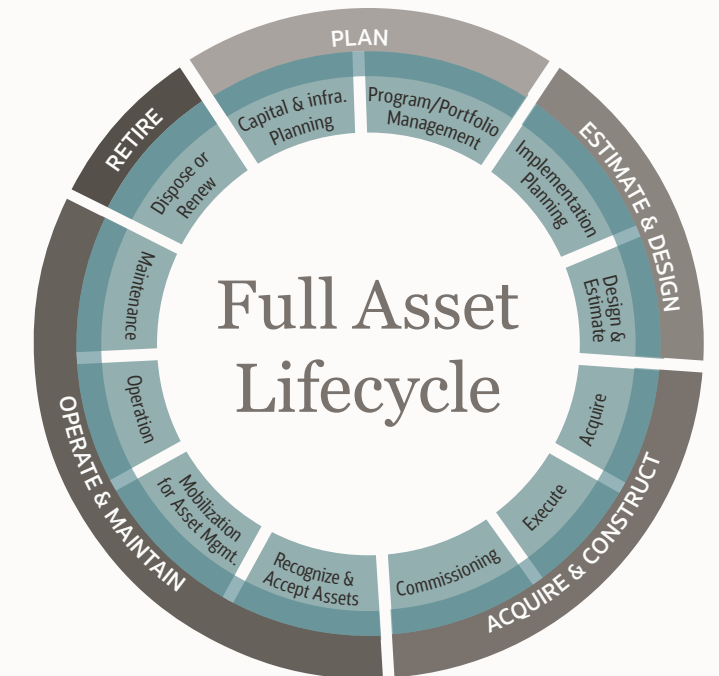 PLAN
Capital & infra.
Planning
Program/Portfolio
Management
ESTIMATE & DESIGN
Implementation
Planning
Design &
Estimate
ACQUIRE & CONSTRUCT
Acquire
Execute
Commissioning
OPERATE & MAINTAIN
Recognize &
Accept Assets
Mobilization
for Asset Mgmt.
Operation
Maintenance
RETIRE
Dispose or
Renew
Full Asset
Lifecycle